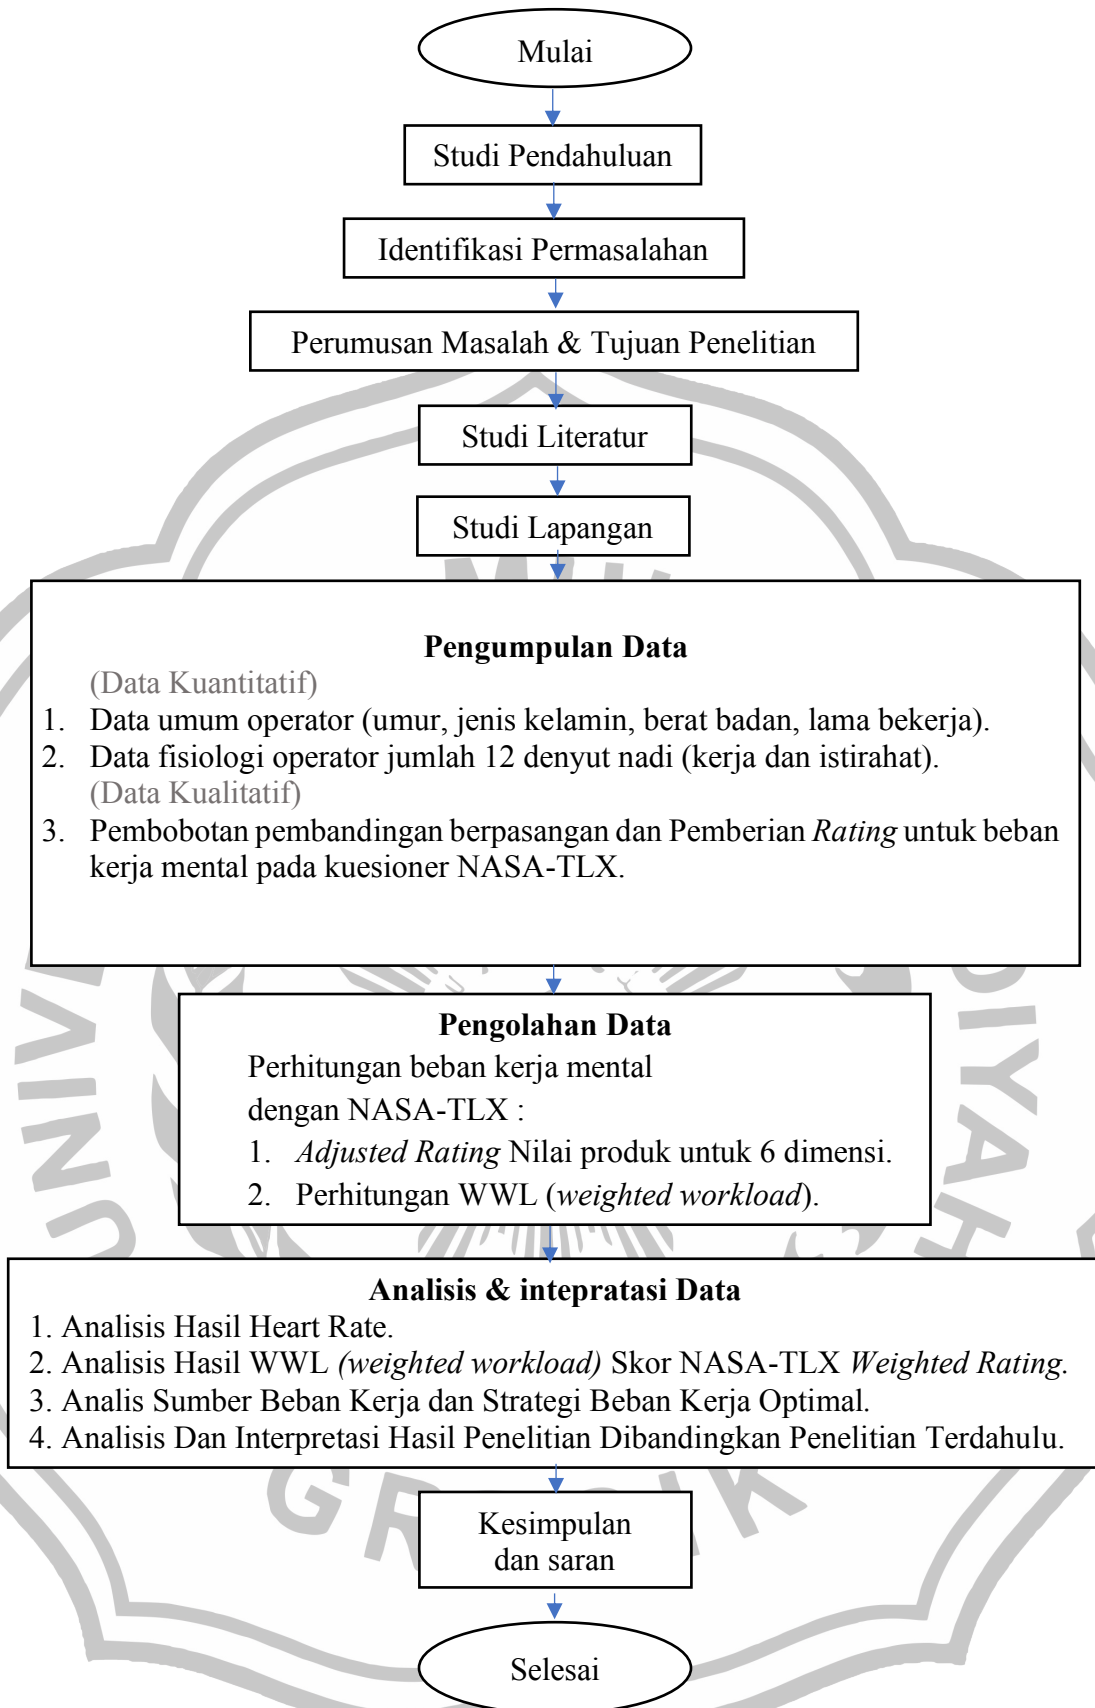 Mulai
Studi Pendahuluan
Identifikasi Permasalahan
Perumusan Masalah & Tujuan Penelitian
Studi Literatur
Studi Lapangan
Pengumpulan Data
(Data Kuantitatif)
1. Data umum operator (umur, jenis kelamin, berat badan, lama bekerja).
2. Data fisiologi operator jumlah 12 denyut nadi (kerja dan istirahat).
(Data Kualitatif)
3. Pembobotan pembandingan berpasangan dan Pemberian Rating untuk beban
kerja mental pada kuesioner NASA-TLX.
Pengolahan Data
Perhitungan beban kerja mental
dengan NASA-TLX :
1. Adjusted Rating Nilai produk untuk 6 dimensi.
2. Perhitungan WWL (weighted workload).
Analisis & intepratasi Data
1. Analisis Hasil Heart Rate.
2. Analisis Hasil WWL (weighted workload) Skor NASA-TLX Weighted Rating.
3. Analis Sumber Beban Kerja dan Strategi Beban Kerja Optimal.
4. Analisis Dan Interpretasi Hasil Penelitian Dibandingkan Penelitian Terdahulu.
Kesimpulan
dan saran
Selesai